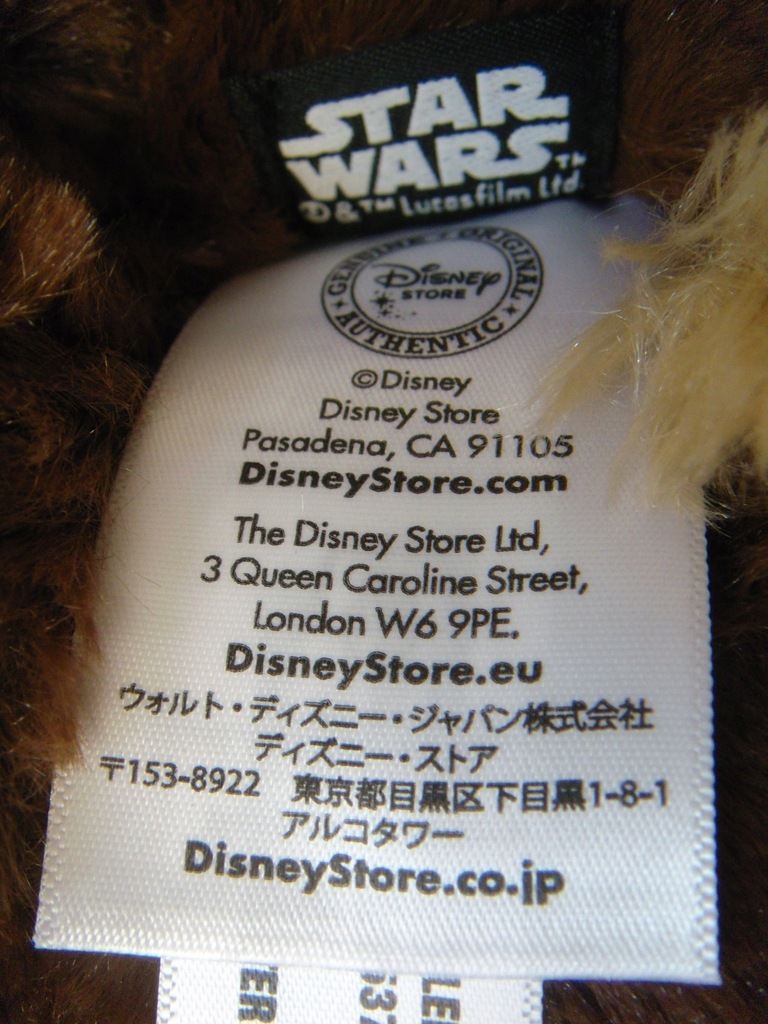 STAR
WARS™
D & ™ Lucasfilm Ltd.
GENUINE · ORIGINAL
Disney
STORE
★ AUTHENTIC ★
©Disney
Disney Store
Pasadena, CA 91105
DisneyStore.com
The Disney Store Ltd,
3 Queen Caroline Street,
London W6 9PE.
DisneyStore.eu
ウォルト・ディズニー・ジャパン株式会社
ディズニー・ストア
〒153-8922 東京都目黒区下目黒1-8-1
アルコタワー
DisneyStore.co.jp
ER
537
LE